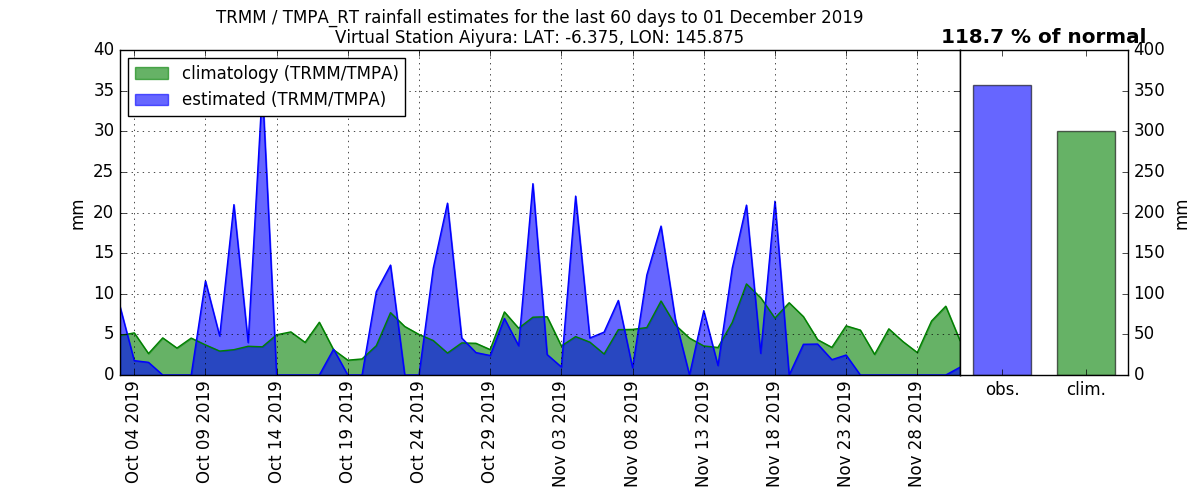 TRMM / TMPA_RT rainfall estimates for the last 60 days to 01 December 2019
Virtual Station Aiyura: LAT: -6.375, LON: 145.875
118.7 % of normal
climatology (TRMM/TMPA)
estimated (TRMM/TMPA)
mm
40
35
30
25
20
15
10
5
0
Oct 04 2019
Oct 09 2019
Oct 14 2019
Oct 19 2019
Oct 24 2019
Oct 29 2019
Nov 03 2019
Nov 08 2019
Nov 13 2019
Nov 18 2019
Nov 23 2019
Nov 28 2019
400
350
300
250
200
150
100
50
0
mm
obs.
clim.